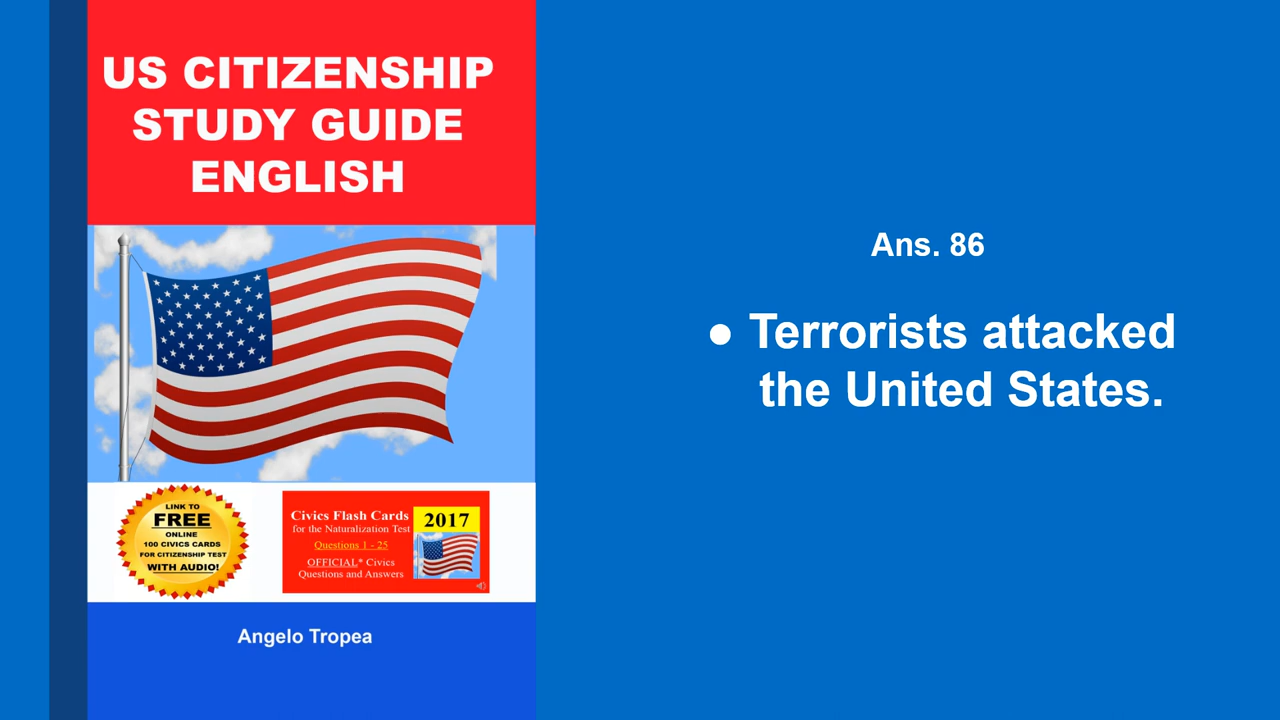 US CITIZENSHIP
STUDY GUIDE
ENGLISH
LINK TO
FREE
ONLINE
100 CIVICS CARDS
FOR CITIZENSHIP TEST
WITH AUDIO!
Civics Flash Cards
for the Naturalization Test
Questions 1 - 25
OFFICIAL* Civics
Questions and Answers
2017
Angelo Tropea
Ans. 86
● Terrorists attacked
the United States.